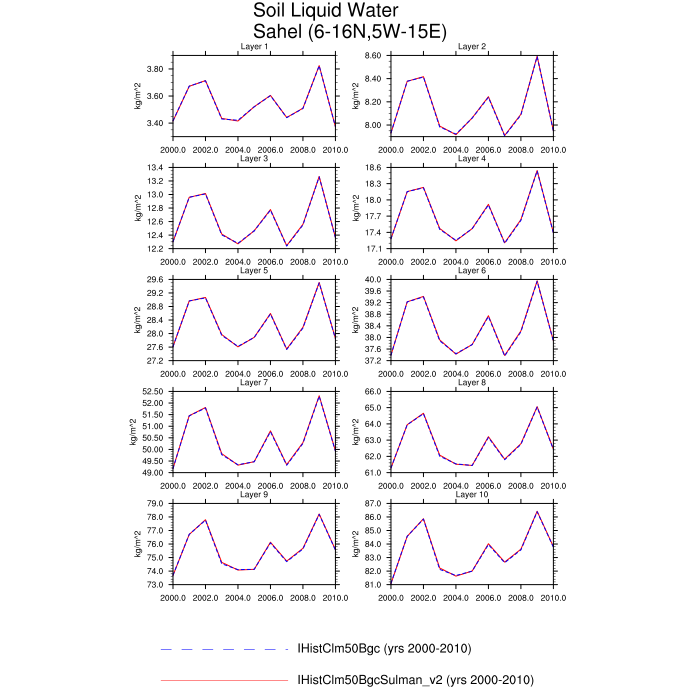 Soil Liquid Water
Sahel (6-16N,5W-15E)
Layer 1
kg/m^2
3.80
3.60
3.40
2000.0 2002.0 2004.0 2006.0 2008.0 2010.0
Layer 2
kg/m^2
8.60
8.40
8.20
8.00
2000.0 2002.0 2004.0 2006.0 2008.0 2010.0
Layer 3
kg/m^2
13.4
13.2
13.0
12.8
12.6
12.4
12.2
2000.0 2002.0 2004.0 2006.0 2008.0 2010.0
Layer 4
kg/m^2
18.6
18.3
18.0
17.7
17.4
17.1
2000.0 2002.0 2004.0 2006.0 2008.0 2010.0
Layer 5
kg/m^2
29.6
29.2
28.8
28.4
28.0
27.6
27.2
2000.0 2002.0 2004.0 2006.0 2008.0 2010.0
Layer 6
kg/m^2
40.0
39.6
39.2
38.8
38.4
38.0
37.6
37.2
2000.0 2002.0 2004.0 2006.0 2008.0 2010.0
Layer 7
kg/m^2
52.50
52.00
51.50
51.00
50.50
50.00
49.50
49.00
2000.0 2002.0 2004.0 2006.0 2008.0 2010.0
Layer 8
kg/m^2
66.0
65.0
64.0
63.0
62.0
61.0
2000.0 2002.0 2004.0 2006.0 2008.0 2010.0
Layer 9
kg/m^2
79.0
78.0
77.0
76.0
75.0
74.0
73.0
2000.0 2002.0 2004.0 2006.0 2008.0 2010.0
Layer 10
kg/m^2
87.0
86.0
85.0
84.0
83.0
82.0
81.0
2000.0 2002.0 2004.0 2006.0 2008.0 2010.0
IHistClm50Bgc (yrs 2000-2010)
IHistClm50BgcSulman_v2 (yrs 2000-2010)